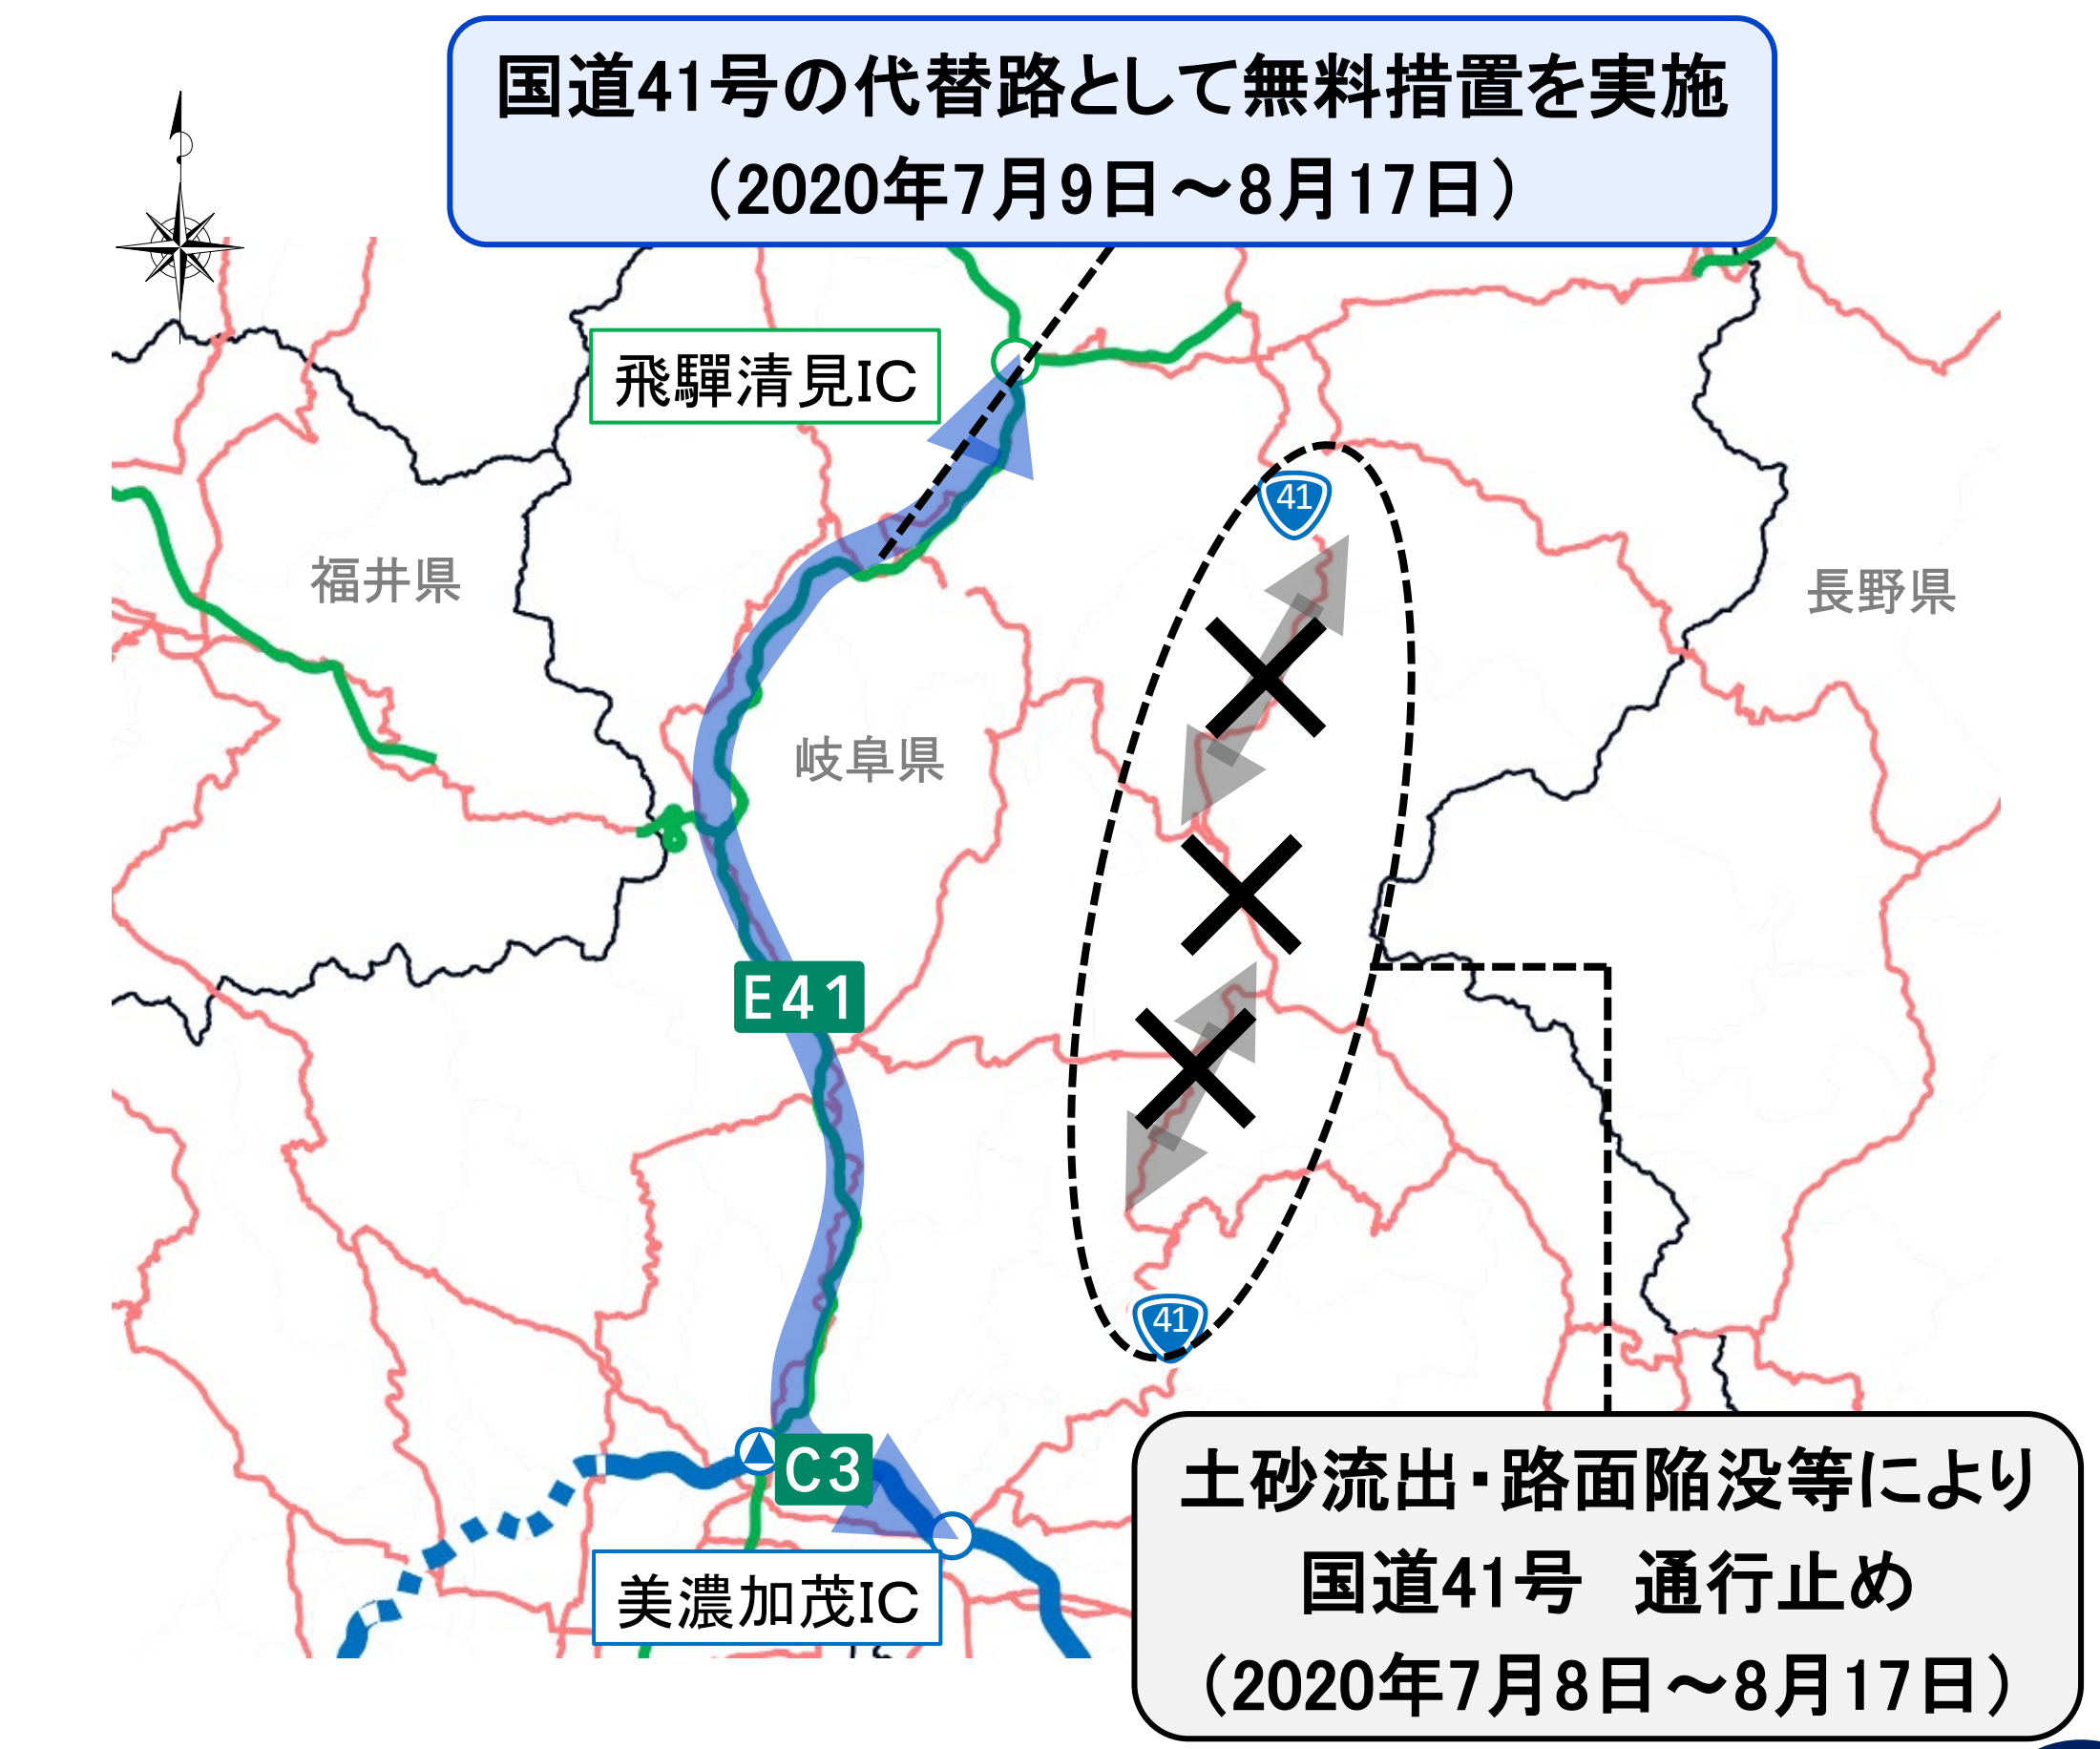 国道41号の代替路として無料措置を実施
（2020年7月9日～8月17日）
飛驒清見IC
41
福井県
長野県
岐阜県
E41
41
C3
美濃加茂IC
土砂流出・路面陥没等により
国道41号　通行止め
（2020年7月8日～8月17日）